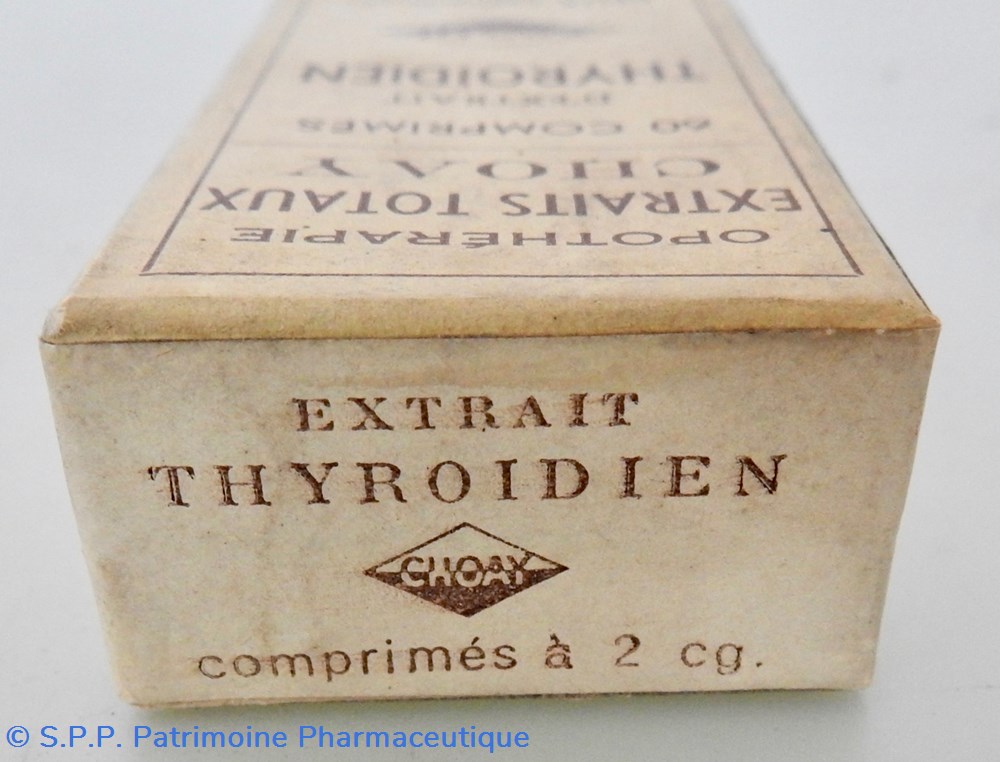 OPOTHÉRAPIE
EXTRAITS TOTAUX
CHOAY
60 COMPRIMÉS
D'EXTRAIT
THYROIDIEN
EXTRAIT
THYROIDIEN
CHOAY
comprimés à 2 cg.
© S.P.P. Patrimoine Pharmaceutique